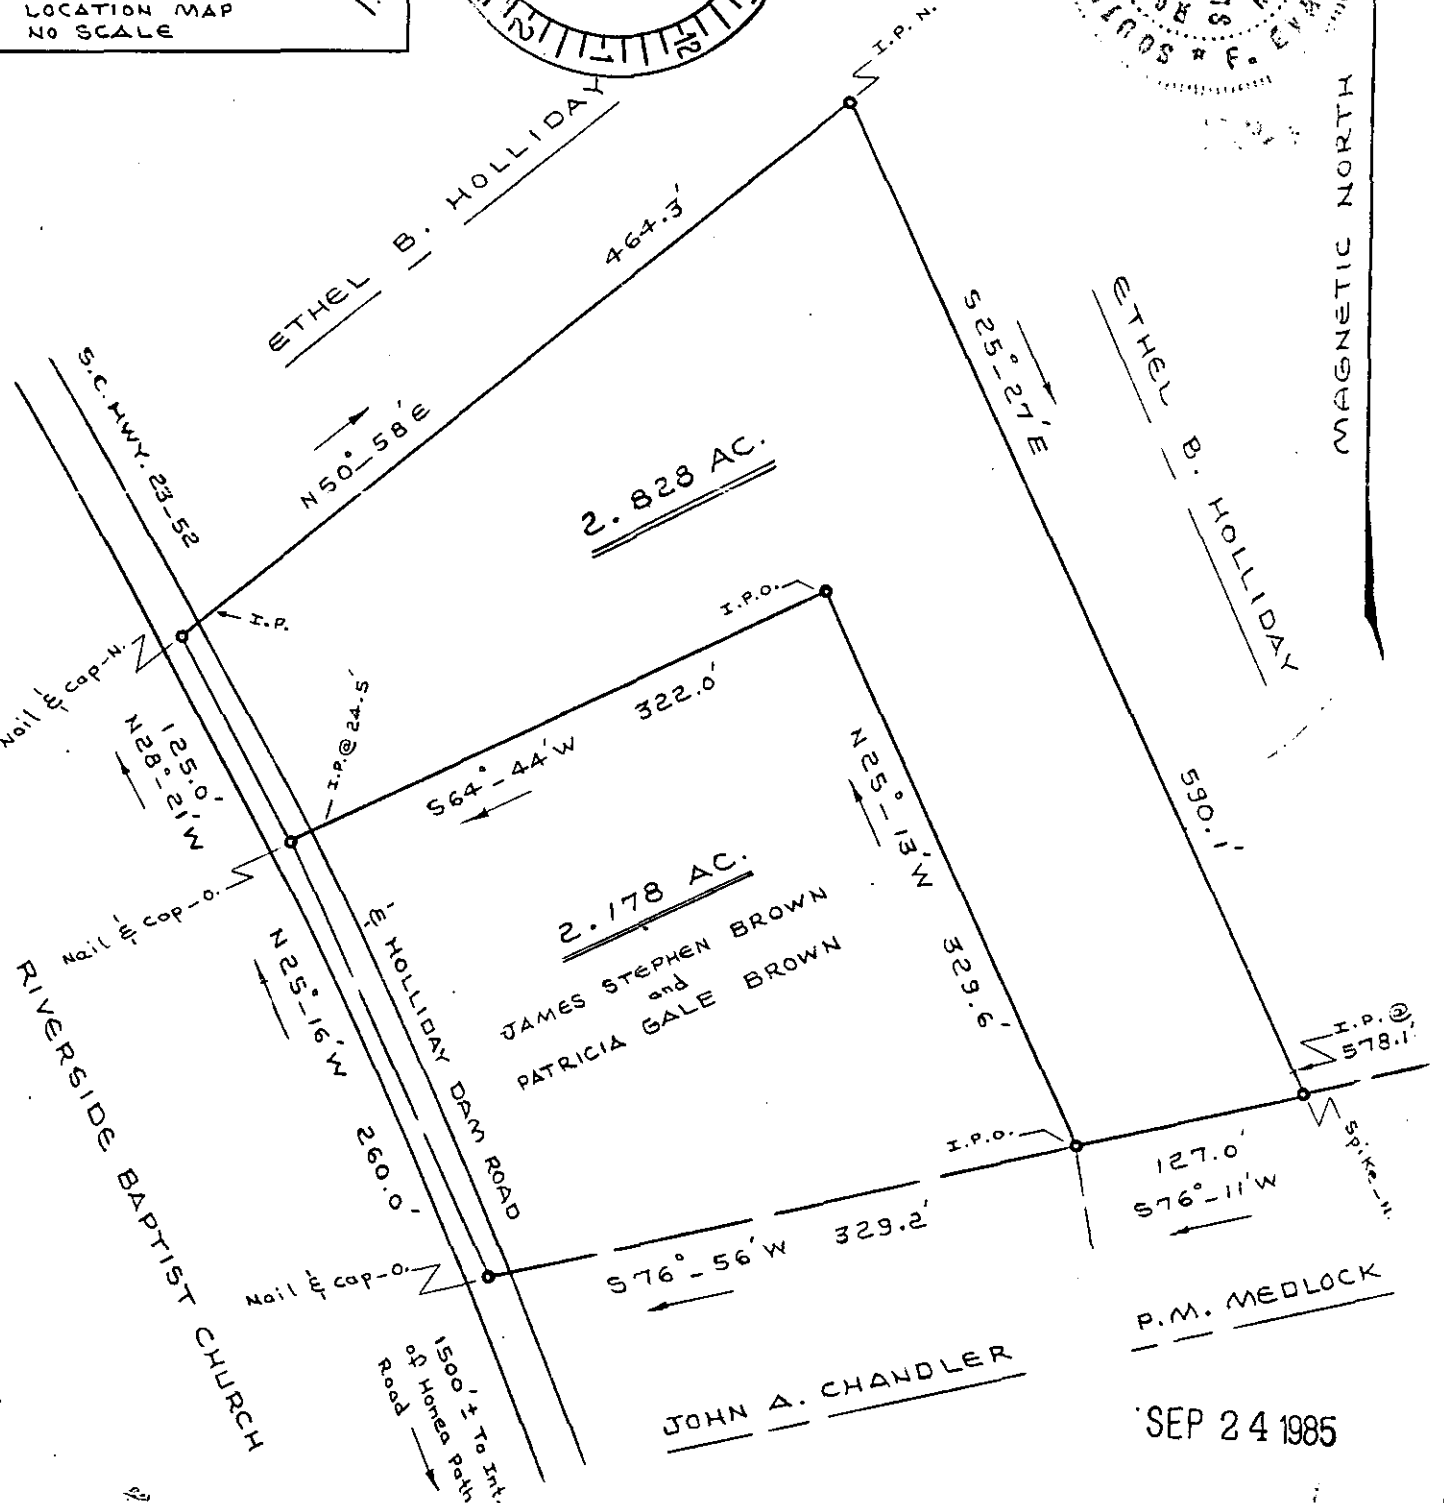 LOCATION MAP
NO SCALE
2
1
12
SOUTH * F. E
I.P. N.
MAGNETIC NORTH
ETHEL B. HOLLIDAY
464.3'
N50°-58'E
S25°-27'E
ETHEL B. HOLLIDAY
S.C. HWY. 23-52
2.828 AC.
I.P.
I.P.O.
Nail & Cap-N.
I.P.@ 24.5'
322.0'
S64°-44'W
125.0'
N28°-21'W
N25°-13'W
590.1'
Nail & Cap-O.
2.178 AC.
JAMES STEPHEN BROWN
and
PATRICIA GALE BROWN
329.6'
N25°-16'W
℄ HOLLIDAY DAM ROAD
RIVERSIDE BAPTIST CHURCH
260.0'
I.P. @
578.1'
I.P.O.
127.0'
S76°-11'W
Spike-N.
Nail & Cap-O.
329.2'
S76°-56'W
1500'± To Int.
of Honea Path
Road
P.M. MEDLOCK
JOHN A. CHANDLER
SEP 24 1985